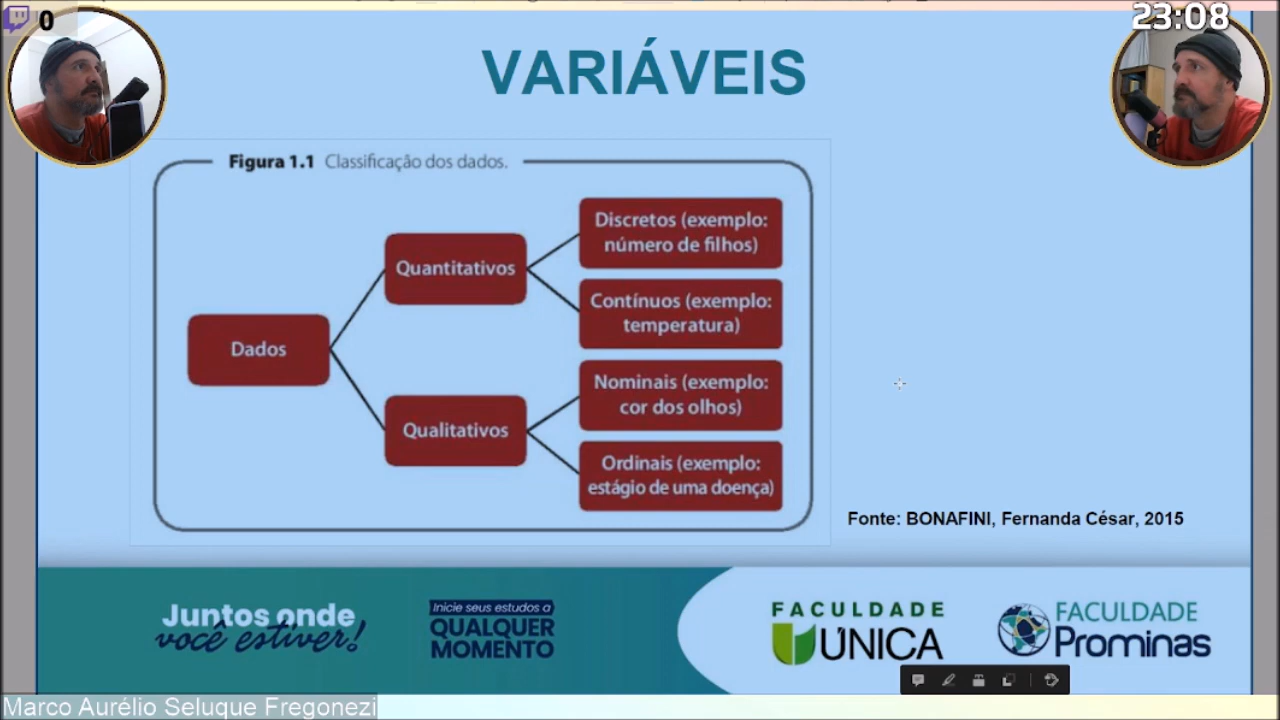 0
23:08
VARIÁVEIS
Figura 1.1 Classificação dos dados.
Discretos (exemplo:
número de filhos)
Quantitativos
Contínuos (exemplo:
temperatura)
Dados
Nominais (exemplo:
cor dos olhos)
Qualitativos
Ordinais (exemplo:
estágio de uma doença)
Fonte: BONAFINI, Fernanda César, 2015
Juntos onde
você estiver!
Inicie seus estudos a
QUALQUER
MOMENTO
FACULDADE
ÚNICA
FACULDADE
Prominas
Marco Aurélio Seluque Fregonezi